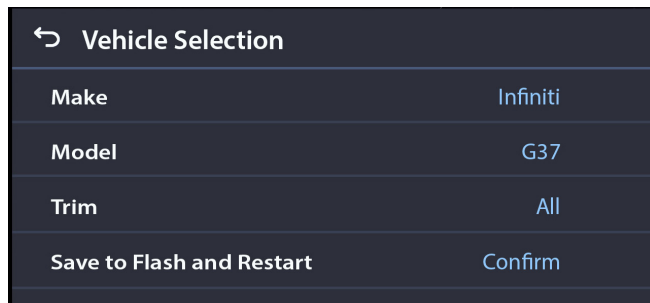 Vehicle Selection
Make Infiniti
Model G37
Trim All
Save to Flash and Restart Confirm